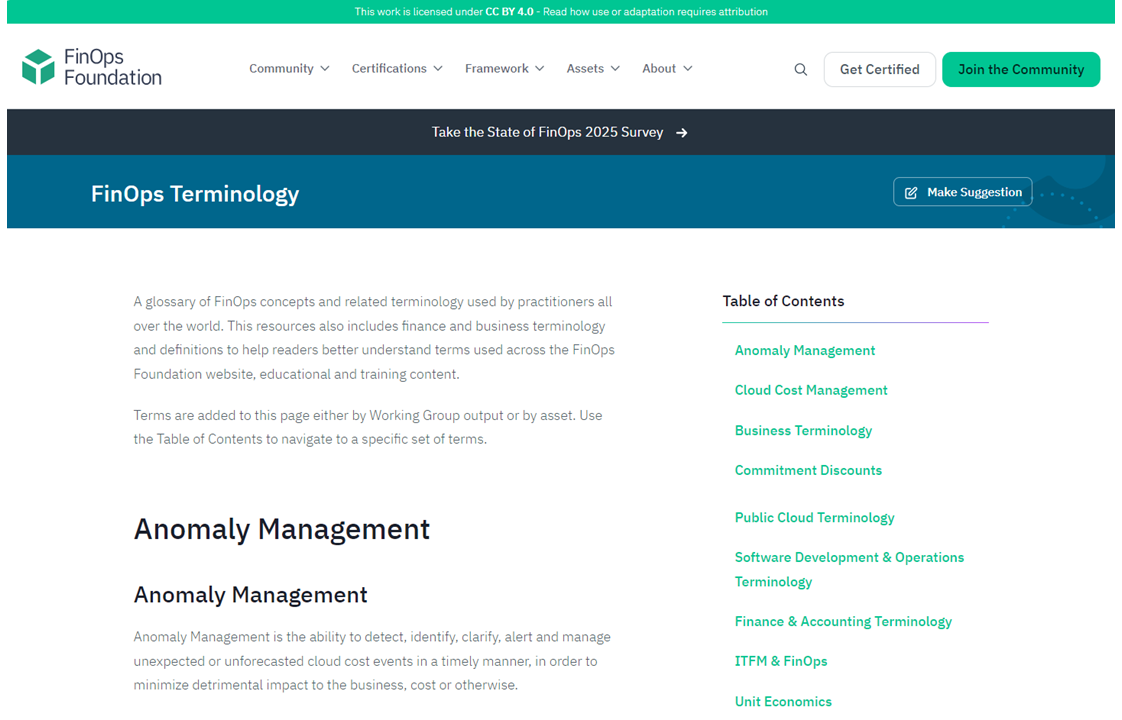 This work is licensed under CC BY 4.0 - Read how use or adaptation requires attribution
FinOps
Foundation
Community
Certifications
Framework
Assets
About
Get Certified
Join the Community
Take the State of FinOps 2025 Survey →
FinOps Terminology
Make Suggestion
A glossary of FinOps concepts and related terminology used by practitioners all
over the world. This resources also includes finance and business terminology
and definitions to help readers better understand terms used across the FinOps
Foundation website, educational and training content.
Terms are added to this page either by Working Group output or by asset. Use
the Table of Contents to navigate to a specific set of terms.
Anomaly Management
Anomaly Management
Anomaly Management is the ability to detect, identify, clarify, alert and manage
unexpected or unforecasted cloud cost events in a timely manner, in order to
minimize detrimental impact to the business, cost or otherwise.
Table of Contents
Anomaly Management
Cloud Cost Management
Business Terminology
Commitment Discounts
Public Cloud Terminology
Software Development & Operations
Terminology
Finance & Accounting Terminology
ITFM & FinOps
Unit Economics